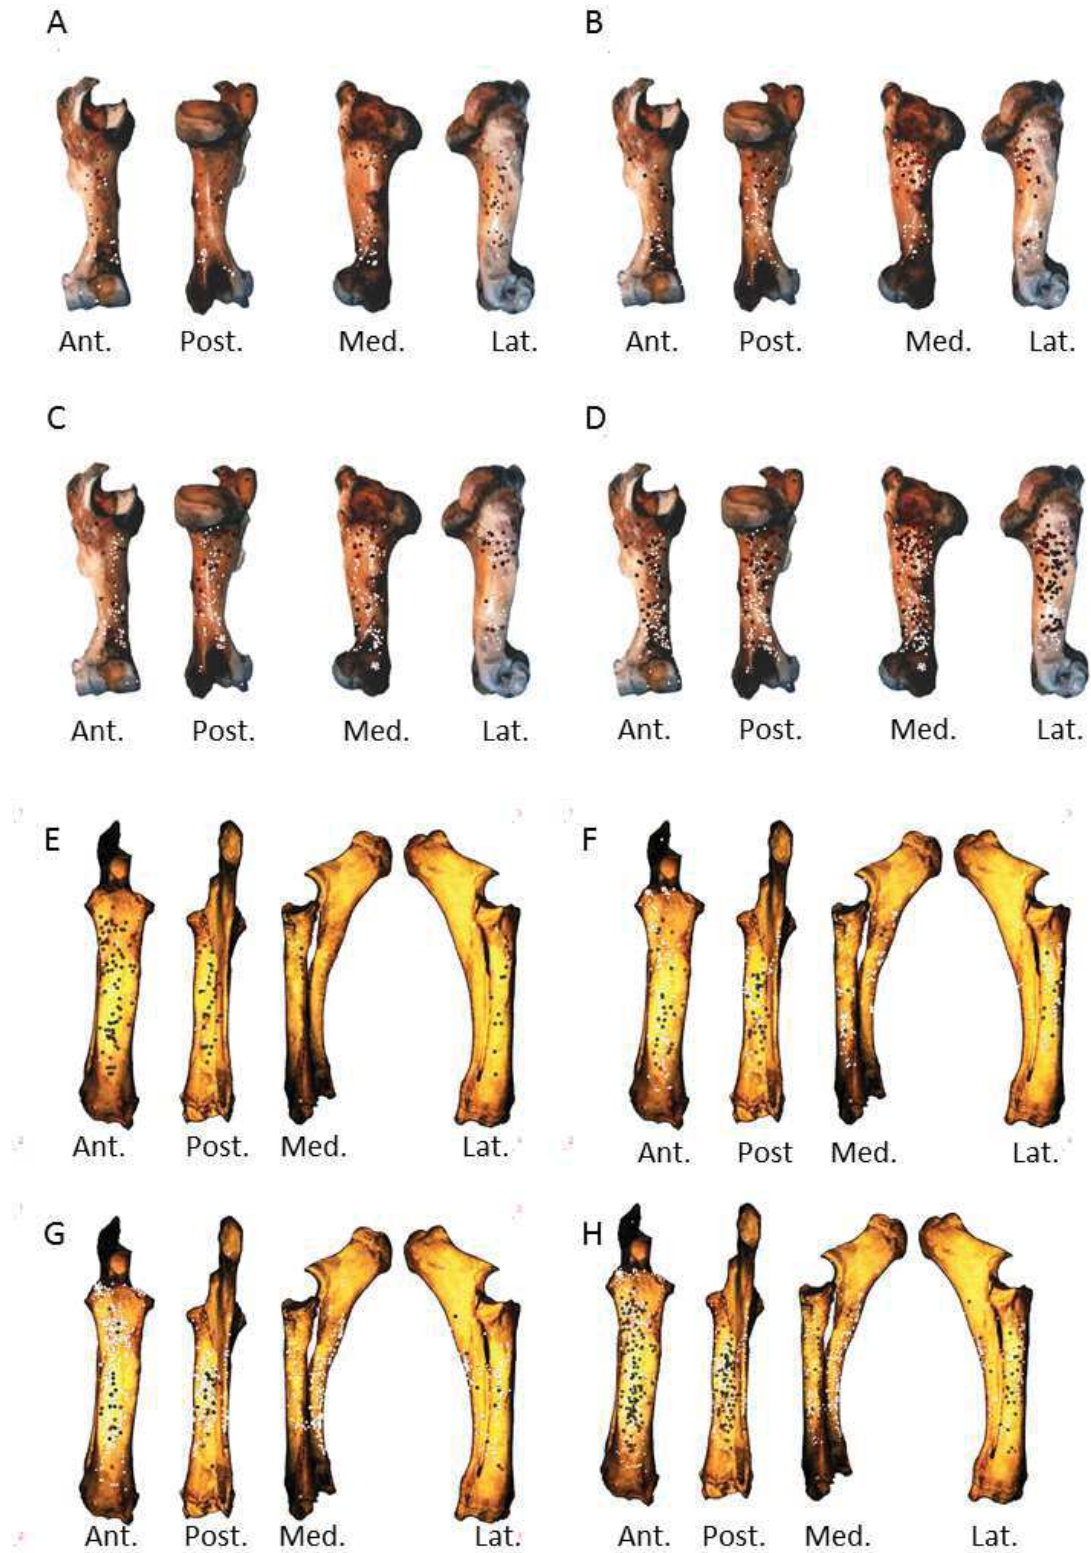 A B
Ant. Post. Med. Lat. Ant. Post. Med. Lat.
C D
Ant. Post. Med. Lat. Ant. Post. Med. Lat.
E F
Ant. Post. Med. Lat. Ant. Post Med. Lat.
G H
Ant. Post. Med. Lat. Ant. Post. Med. Lat.